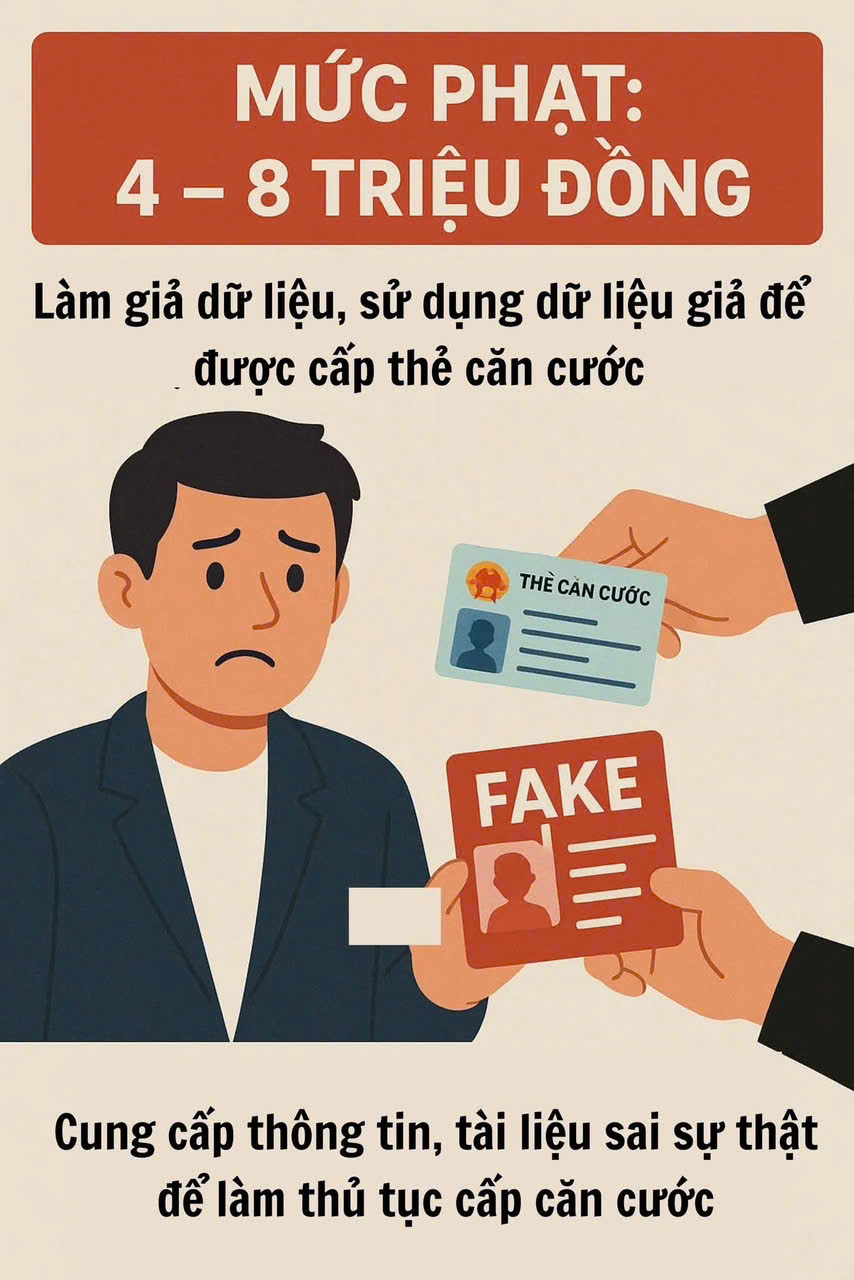 MỨC PHẠT:
4 – 8 TRIỆU ĐỒNG
Làm giả dữ liệu, sử dụng dữ liệu giả để
được cấp thẻ căn cước
THẺ CĂN CƯỚC
FAKE
Cung cấp thông tin, tài liệu sai sự thật
để làm thủ tục cấp căn cước